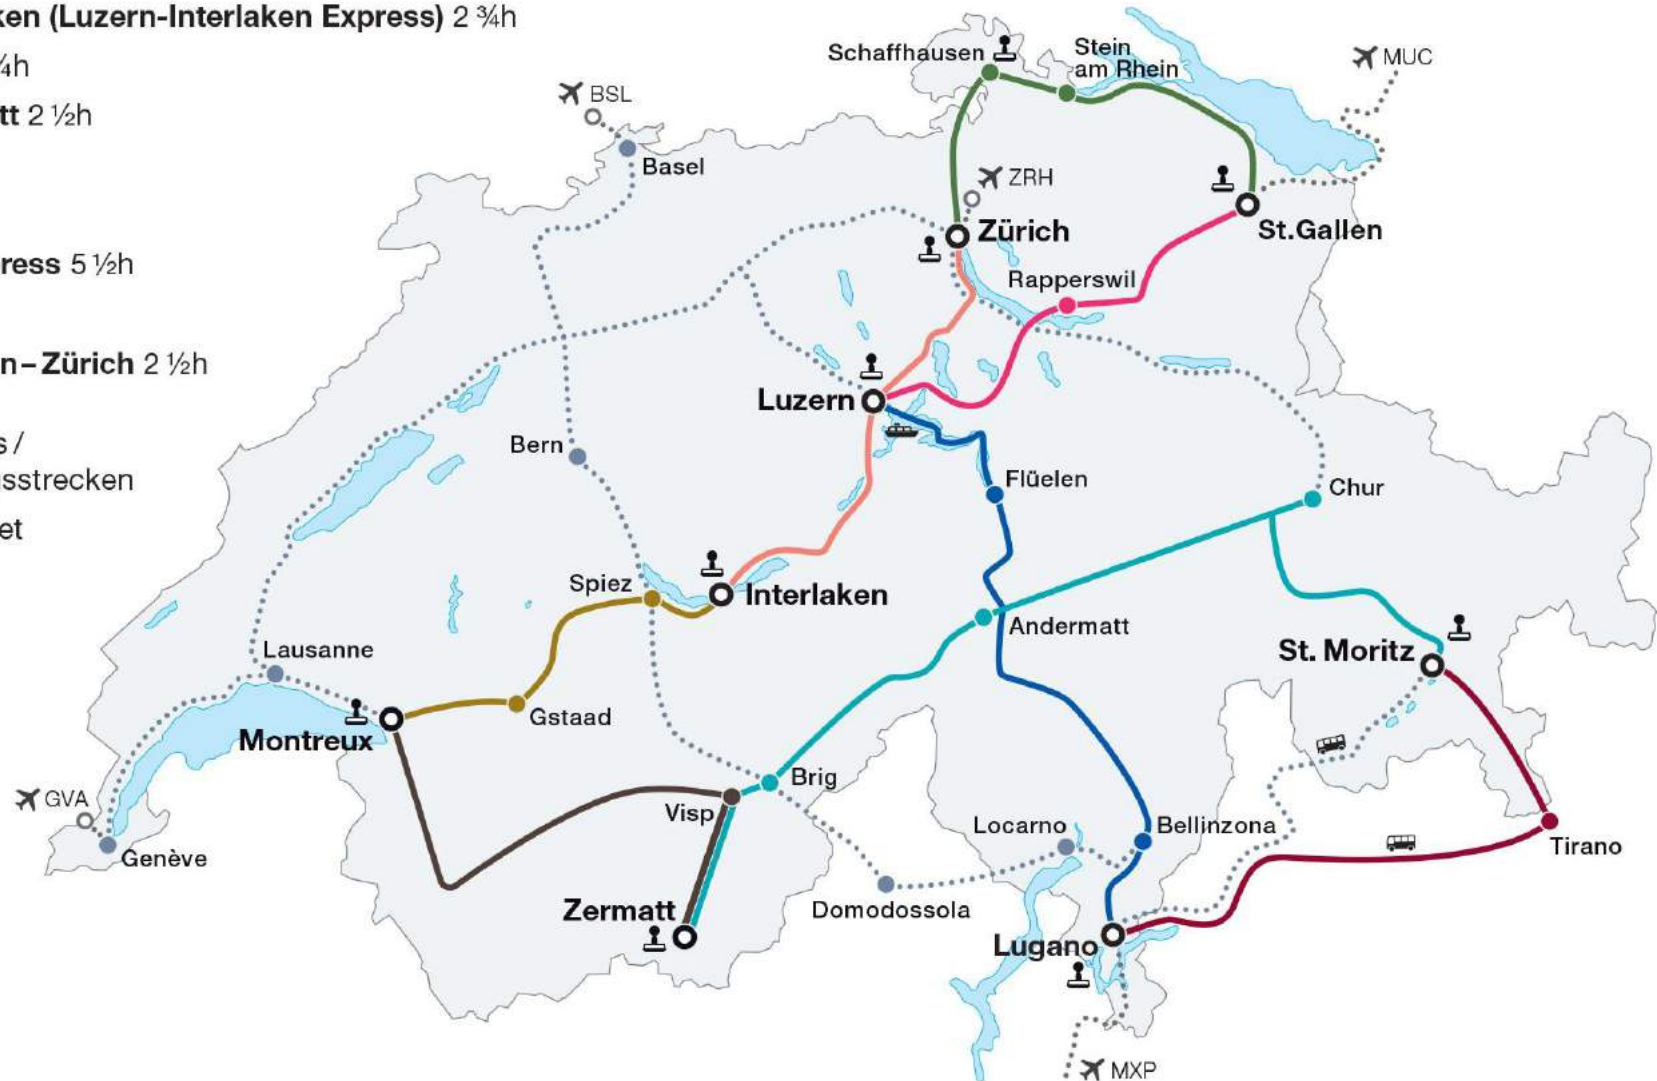 ken (Luzern-Interlaken Express) 2 ¾h
¼h
tt 2 ½h
ress 5 ½h
n–Zürich 2 ½h
s /
sstrecken
et
Schaffhausen
Stein
am Rhein
MUC
BSL
Basel
ZRH
Zürich
St.Gallen
Rapperswil
Luzern
Bern
Flüelen
Chur
Spiez
Interlaken
Andermatt
Lausanne
St. Moritz
Gstaad
Montreux
Brig
GVA
Visp
Locarno
Bellinzona
Genève
Tirano
Zermatt
Domodossola
Lugano
MXP